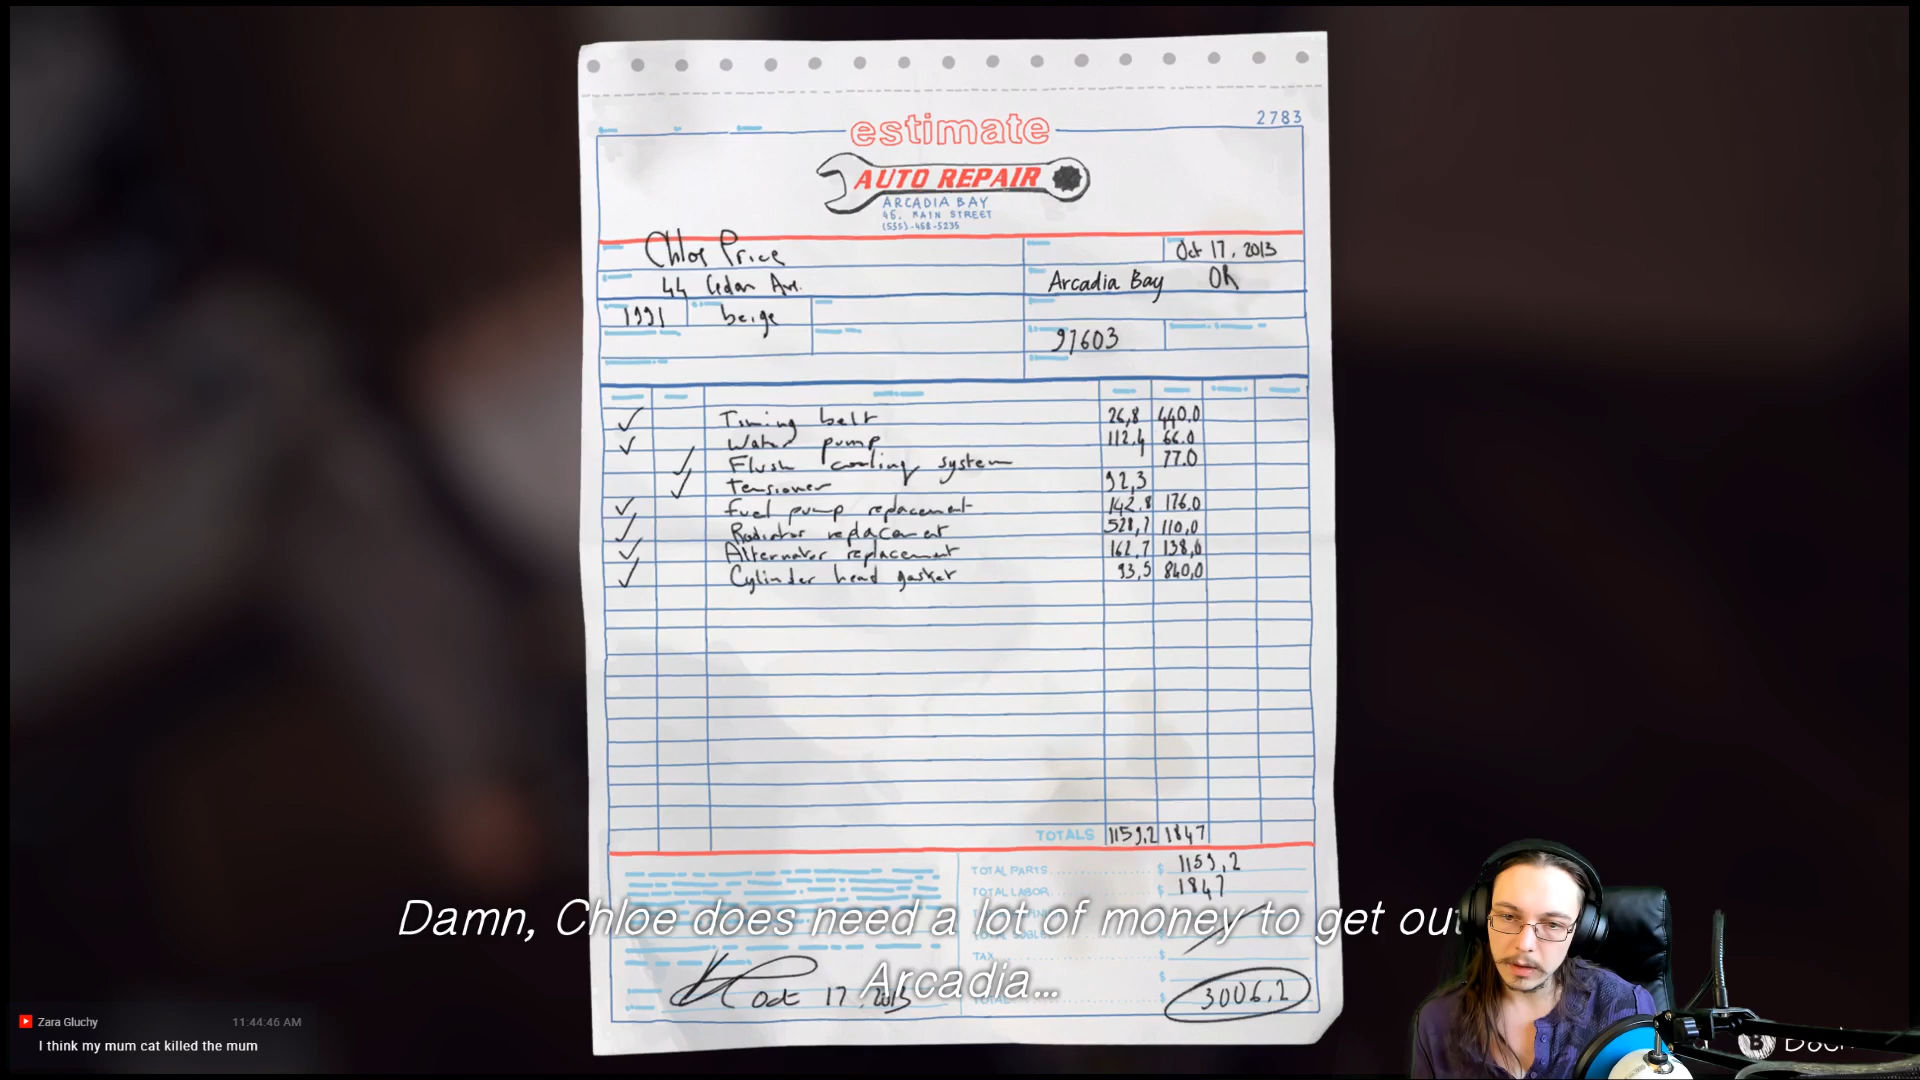 2783
estimate
AUTO REPAIR
ARCADIA BAY
46, MAIN STREET
(555)-468-5235
Chloe Price
Oct 17, 2013
44 Cedar Ave.
Arcadia Bay OR
1991 beige
97603
Timing belt 26,8 440.0
Water pump 112.4 66.0
Flush cooling system 77.0
Tensioner 92,3
Fuel pump replacement 142.8 176.0
Radiator replacement 528,7 110,0
Alternator replacement 162,7 138,0
Cylinder head gasket 93,5 840,0
TOTALS 1159,2 1847
TOTAL PARTS $ 1159,2
TOTAL LABOR $ 1847
Damn, Chloe does need a lot of money to get out
TAX $
Arcadia...
Oct 17, 2013
TOTAL $ 3006,2
Zara Gluchy 11:44:46 AM
I think my mum cat killed the mum
B Back